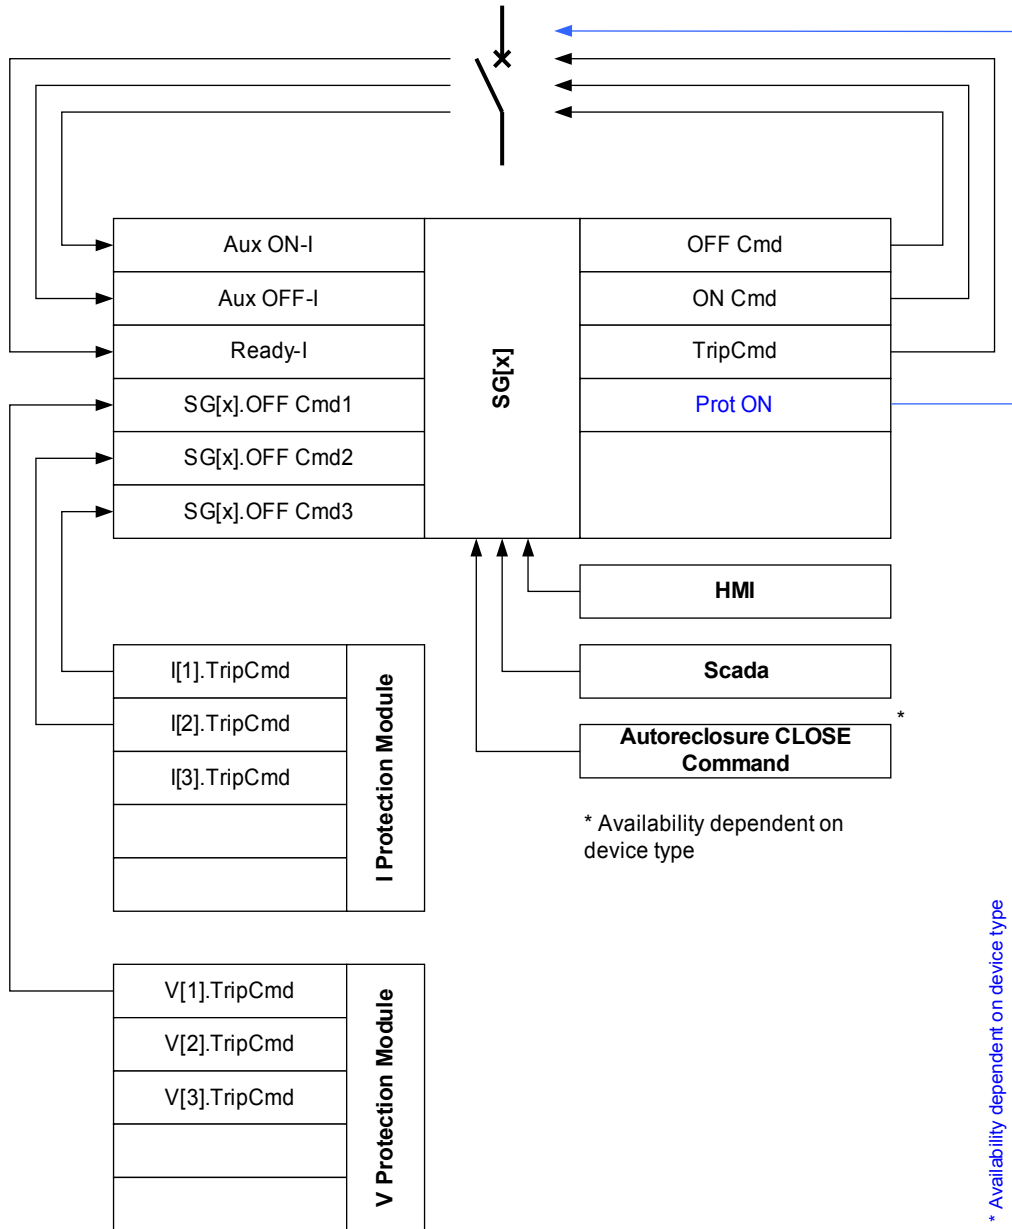 Aux ON-I
Aux OFF-I
Ready-I
SG[x].OFF Cmd1
SG[x].OFF Cmd2
SG[x].OFF Cmd3
SG[x]
OFF Cmd
ON Cmd
TripCmd
Prot ON
HMI
Scada
*
Autoreclosure CLOSE
Command
* Availability dependent on
device type
I[1].TripCmd
I[2].TripCmd
I[3].TripCmd
I Protection Module
V[1].TripCmd
V[2].TripCmd
V[3].TripCmd
V Protection Module
* Availability dependent on device type